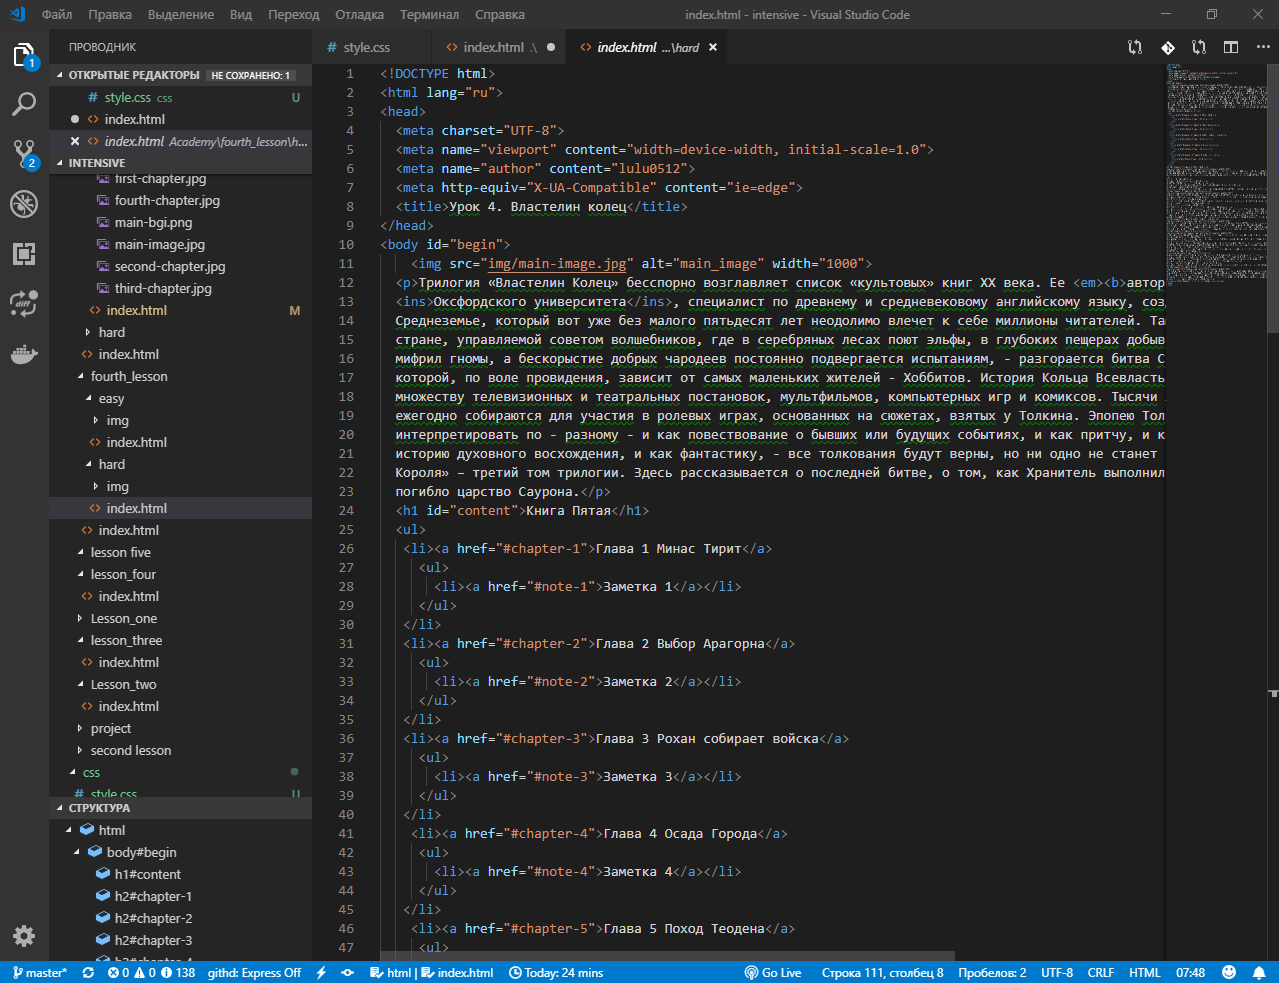 Файл Правка Выделение Вид Переход Отладка Терминал Справка
index.html - intensive - Visual Studio Code
ПРОВОДНИК
ОТКРЫТЫЕ РЕДАКТОРЫ НЕ СОХРАНЕНО: 1
style.css css U
index.html
index.html Academy\fourth_lesson\h...
INTENSIVE
first-chapter.jpg
fourth-chapter.jpg
main-bgi.png
main-image.jpg
second-chapter.jpg
third-chapter.jpg
index.html M
hard
index.html
fourth_lesson
easy
img
index.html
hard
img
index.html
index.html
lesson five
lesson_four
index.html
Lesson_one
lesson_three
index.html
Lesson_two
index.html
project
second lesson
css
style.css U
СТРУКТУРА
html
body#begin
h1#content
h2#chapter-1
h2#chapter-2
h2#chapter-3
h2#chapter-4
style.css
index.html .\
index.html ...\hard
1 <!DOCTYPE html>
2 <html lang="ru">
3 <head>
4 <meta charset="UTF-8">
5 <meta name="viewport" content="width=device-width, initial-scale=1.0">
6 <meta name="author" content="lulu0512">
7 <meta http-equiv="X-UA-Compatible" content="ie=edge">
8 <title>Урок 4. Властелин колец</title>
9 </head>
10 <body id="begin">
11 <img src="img/main-image.jpg" alt="main_image" width="1000">
12 <p>Трилогия «Властелин Колец» бесспорно возглавляет список «культовых» книг XX века. Ее <em><b>автор
13 <ins>Оксфордского университета</ins>, специалист по древнему и средневековому английскому языку, соз
14 Средиземье, который вот уже без малого пятьдесят лет неодолимо влечет к себе миллионы читателей. Та
15 стране, управляемой советом волшебников, где в серебряных лесах поют эльфы, в глубоких пещерах добыв
16 мифрил гномы, а бескорыстие добрых чародеев постоянно подвергается испытаниям, - разгорается битва С
17 которой, по воле провидения, зависит от самых маленьких жителей - Хоббитов. История Кольца Всевласть
18 множеству телевизионных и театральных постановок, мультфильмов, компьютерных игр и комиксов. Тысячи
19 ежегодно собираются для участия в ролевых играх, основанных на сюжетах, взятых у Толкина. Эпопею Тол
20 интерпретировать по - разному - и как повествование о бывших или будущих событиях, и как притчу, и к
21 историю духовного восхождения, и как фантастику, - все толкования будут верны, но ни одно не станет
22 Короля» – третий том трилогии. Здесь рассказывается о последней битве, о том, как Хранитель выполнил
23 погибло царство Саурона.</p>
24 <h1 id="content">Книга Пятая</h1>
25 <ul>
26 <li><a href="#chapter-1">Глава 1 Минас Тирит</a>
27 <ul>
28 <li><a href="#note-1">Заметка 1</a></li>
29 </ul>
30 </li>
31 <li><a href="#chapter-2">Глава 2 Выбор Арагорна</a>
32 <ul>
33 <li><a href="#note-2">Заметка 2</a></li>
34 </ul>
35 </li>
36 <li><a href="#chapter-3">Глава 3 Рохан собирает войска</a>
37 <ul>
38 <li><a href="#note-3">Заметка 3</a></li>
39 </ul>
40 </li>
41 <li><a href="#chapter-4">Глава 4 Осада Города</a>
42 <ul>
43 <li><a href="#note-4">Заметка 4</a></li>
44 </ul>
45 </li>
46 <li><a href="#chapter-5">Глава 5 Поход Теодена</a>
47 <ul>
master* 0 0 138 githd: Express Off html | index.html Today: 24 mins Go Live Строка 111, столбец 8 Пробелов: 2 UTF-8 CRLF HTML 07:48